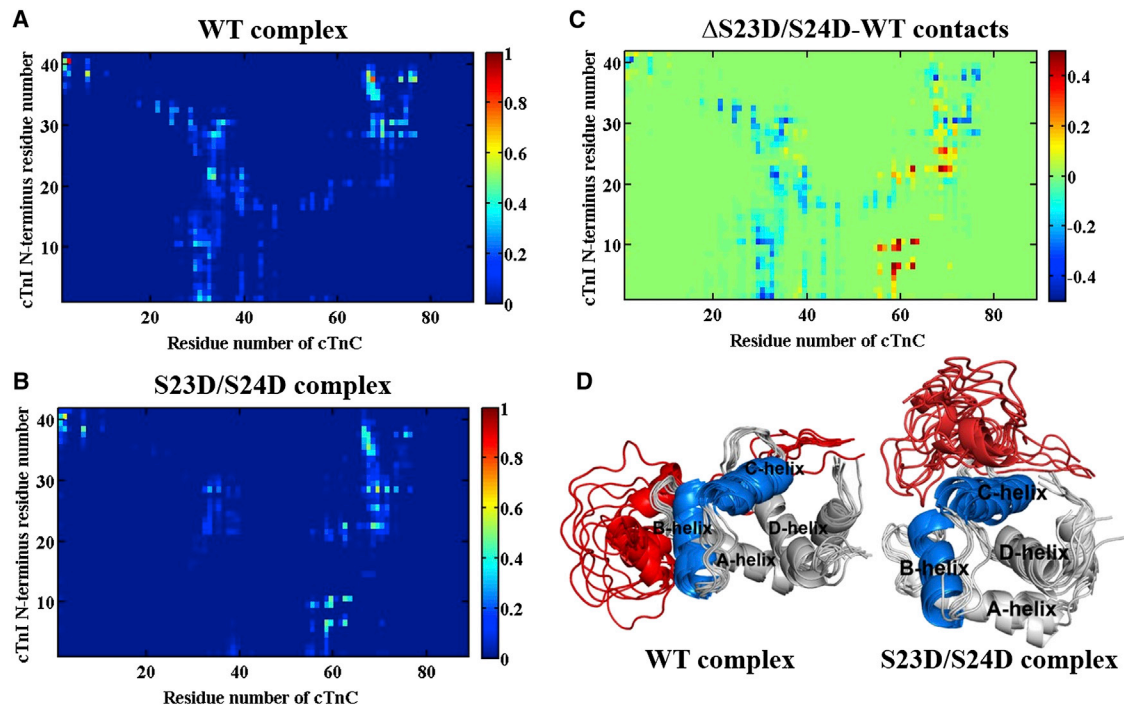 A
WT complex
cTnI N-terminus residue number
40
30
20
10
20
40
60
80
Residue number of cTnC
1
0.8
0.6
0.4
0.2
0
C
ΔS23D/S24D-WT contacts
cTnI N-terminus residue number
40
30
20
10
20
40
60
80
Residue number of cTnC
0.4
0.2
0
-0.2
-0.4
B
S23D/S24D complex
cTnI N-terminus residue number
40
30
20
10
20
40
60
80
Residue number of cTnC
1
0.8
0.6
0.4
0.2
0
D
C-helix
B-helix
D-helix
A-helix
WT complex
C-helix
D-helix
B-helix
A-helix
S23D/S24D complex